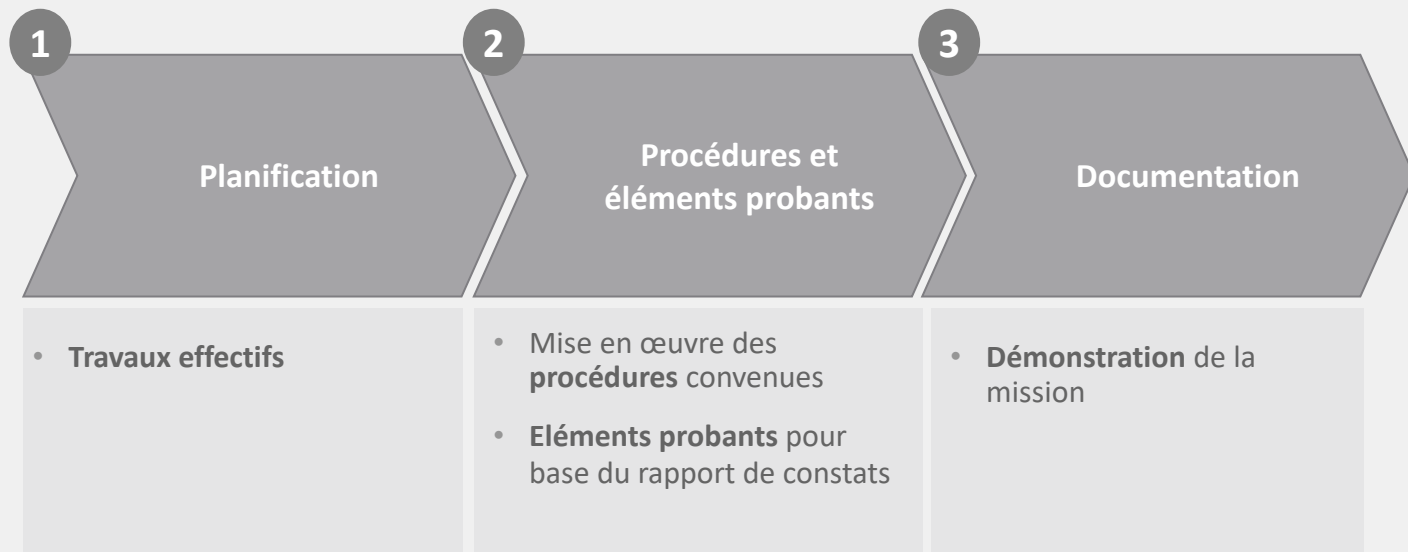 1
2
3
Planification
Procédures et
éléments probants
Documentation
• Travaux effectifs
• Mise en œuvre des
procédures convenues
• Eléments probants pour
base du rapport de constats
• Démonstration de la
mission